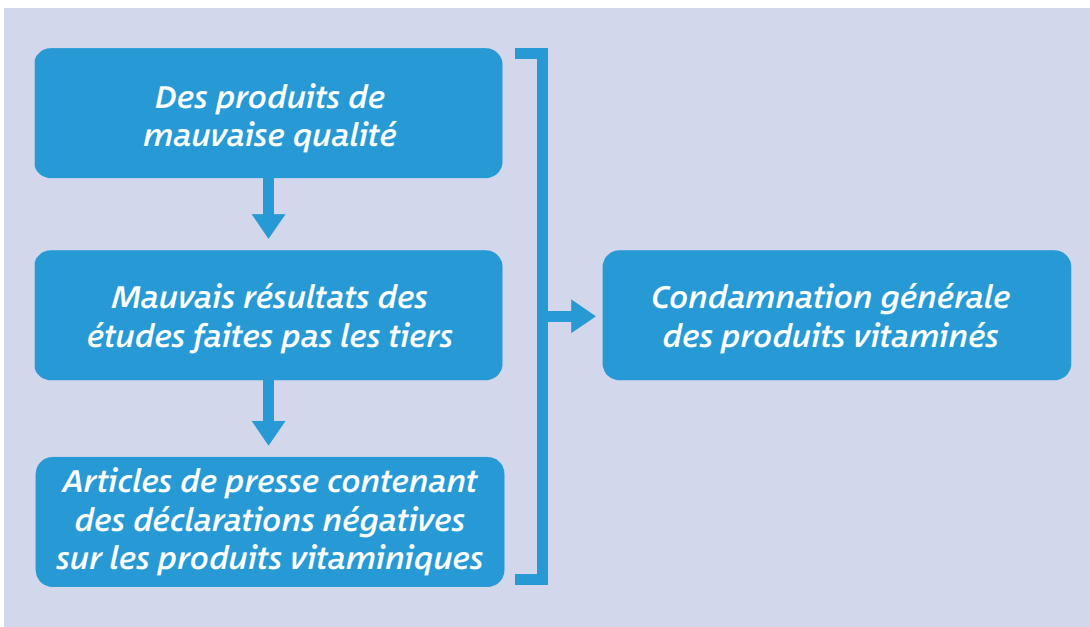 Des produits de
mauvaise qualité
Mauvais résultats des
études faites pas les tiers
Articles de presse contenant
des déclarations négatives
sur les produits vitaminiques
Condamnation générale
des produits vitaminés